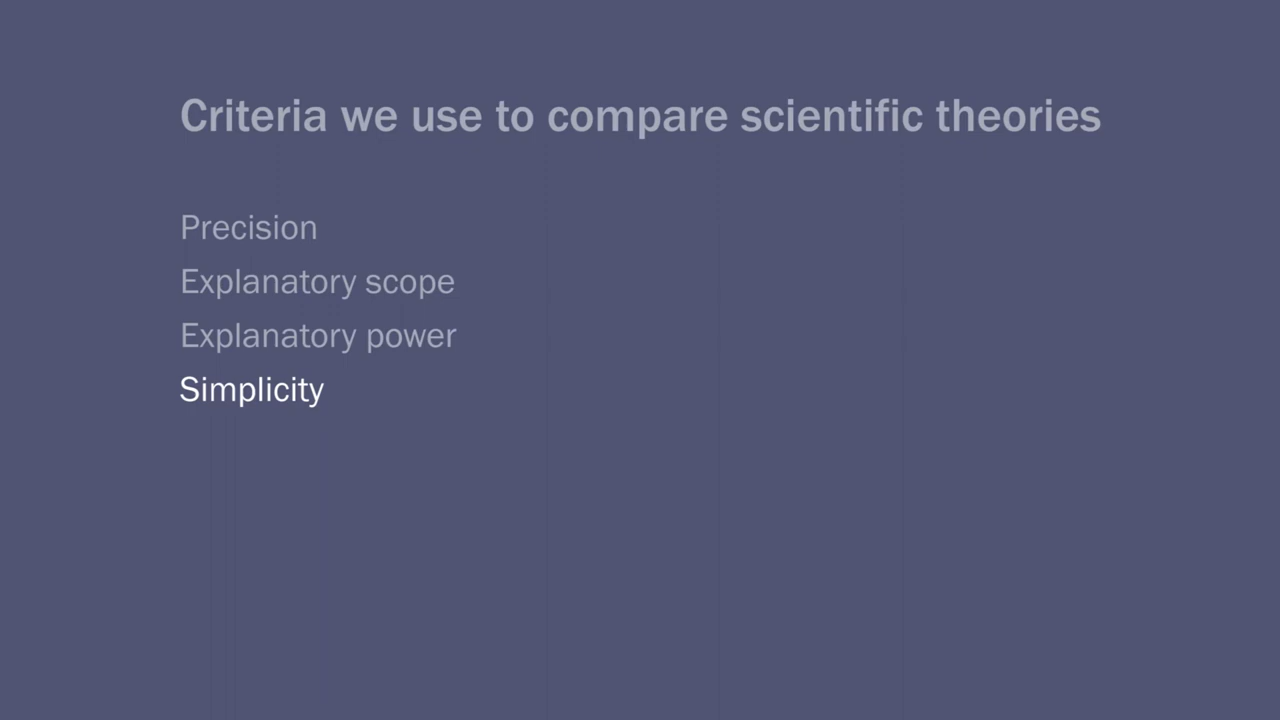 Criteria we use to compare scientific theories
Precision
Explanatory scope
Explanatory power
Simplicity